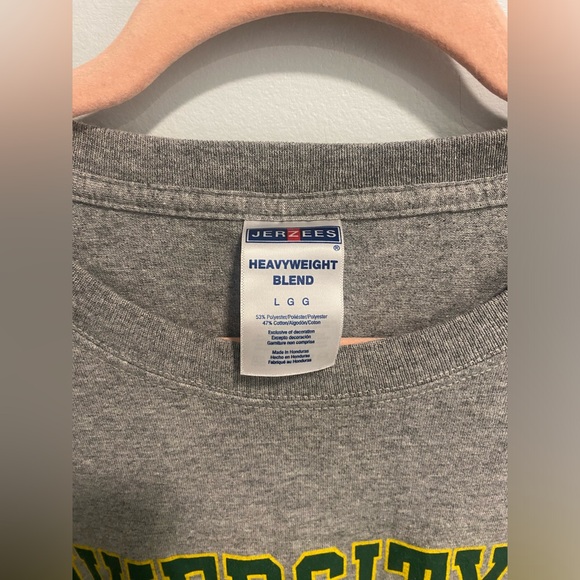 JERZEES
®
HEAVYWEIGHT
BLEND
L G G
53% Polyester/Poliéster/Polyester
47% Cotton/Algodón/Coton
Exclusive of decoration
Excepto decoración
Garniture non comprise
Made in Honduras
Hecho en Honduras
Fabriqué au Honduras